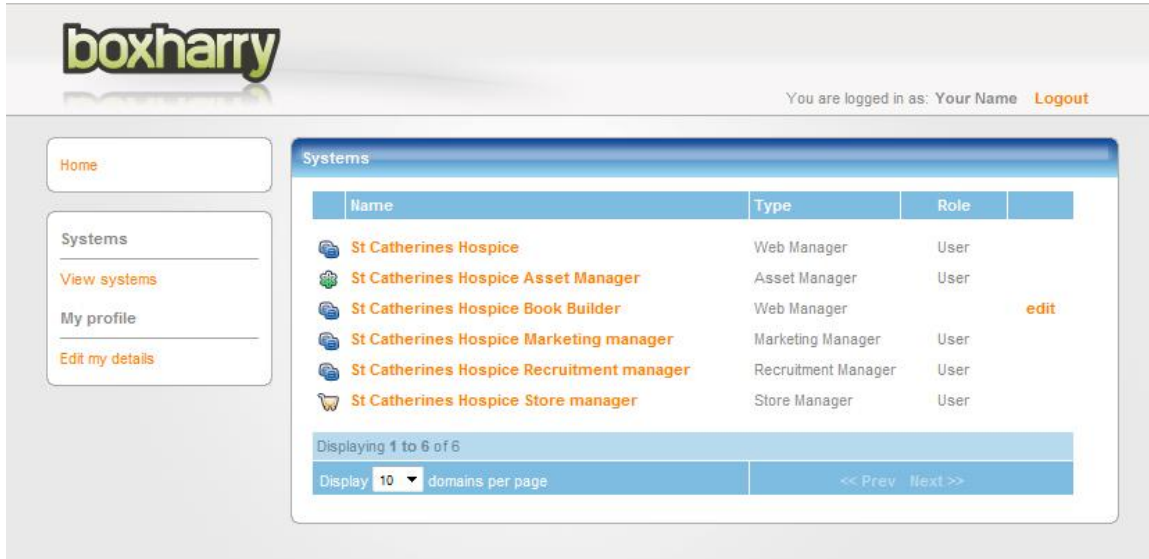 boxharry
You are logged in as: Your Name Logout
Home
Systems
View systems
My profile
Edit my details
Systems
Name Type Role
St Catherines Hospice Web Manager User
St Catherines Hospice Asset Manager Asset Manager User
St Catherines Hospice Book Builder Web Manager edit
St Catherines Hospice Marketing manager Marketing Manager User
St Catherines Hospice Recruitment manager Recruitment Manager User
St Catherines Hospice Store manager Store Manager User
Displaying 1 to 6 of 6
Display 10 domains per page << Prev Next >>